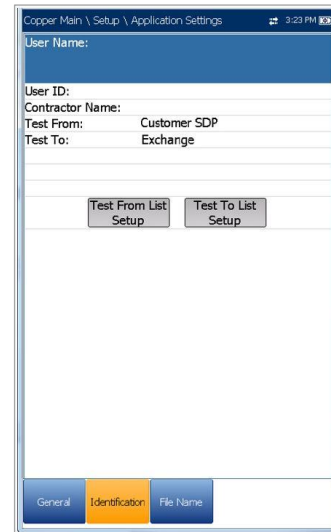 Copper Main \ Setup \ Application Settings 3:23 PM
User Name:
User ID:
Contractor Name:
Test From: Customer SDP
Test To: Exchange
Test From List Setup
Test To List Setup
General Identification File Name